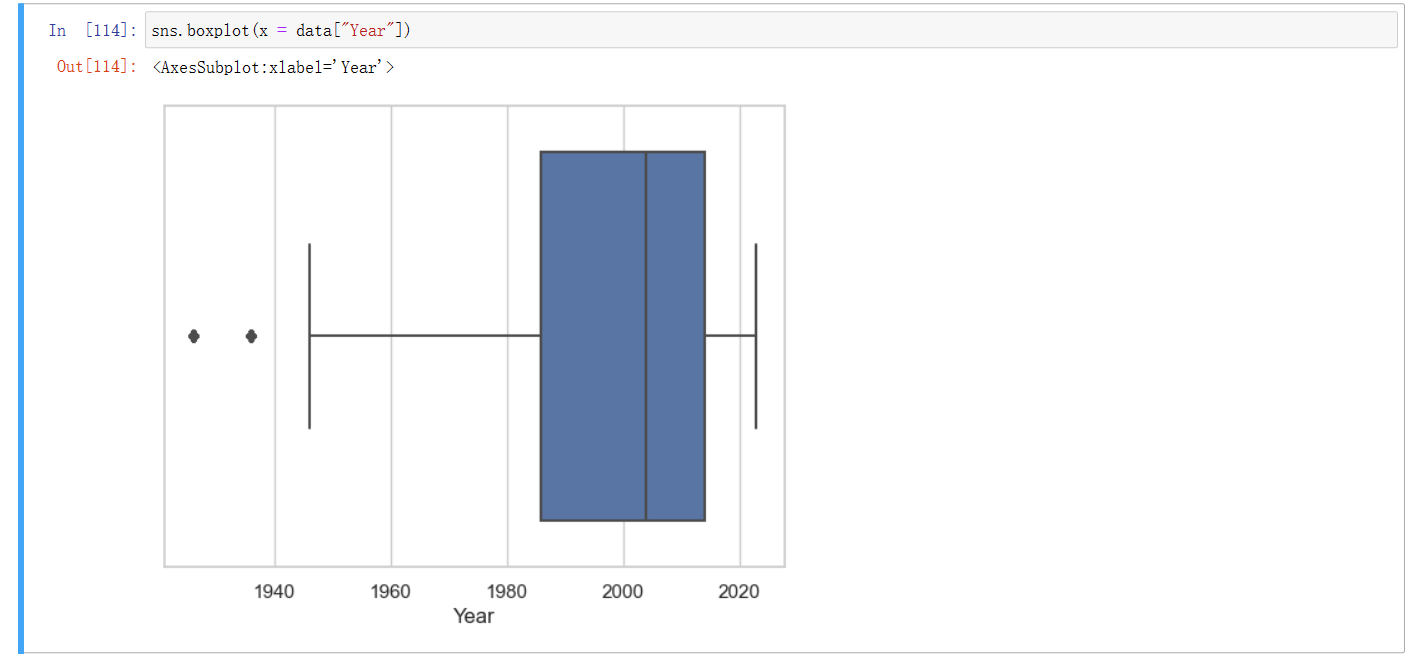 In [114]: sns.boxplot(x = data["Year"])
Out[114]: <AxesSubplot:xlabel='Year'>
1940 1960 1980 2000 2020
Year